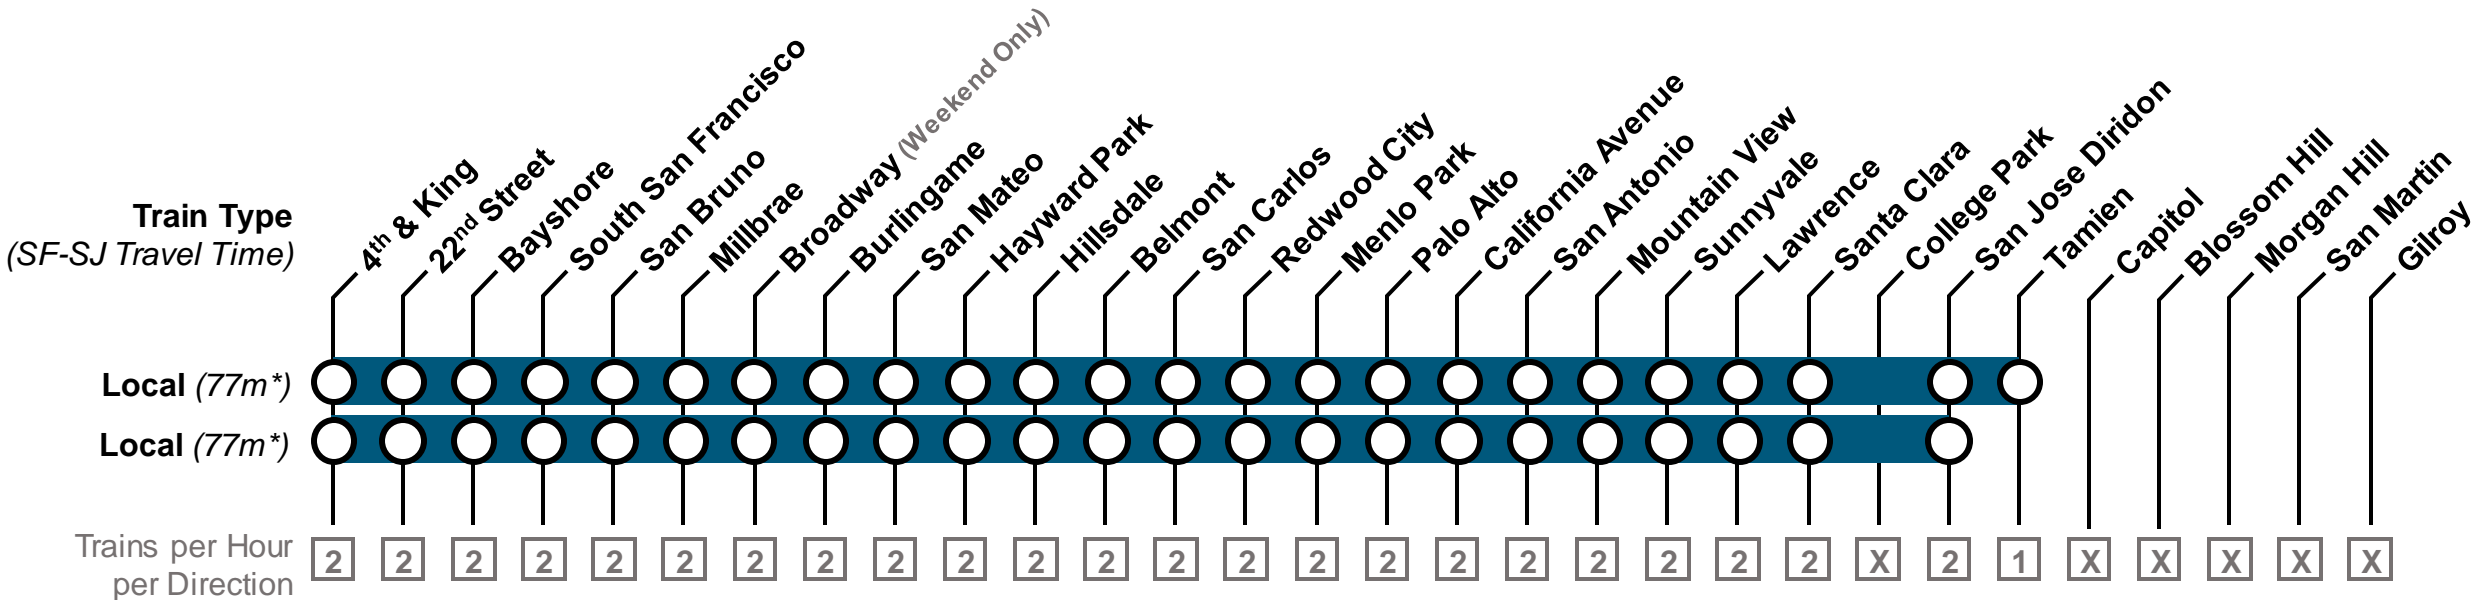 Train Type
(SF-SJ Travel Time)
4th & King
22nd Street
Bayshore
South San Francisco
San Bruno
Millbrae
Broadway (Weekend Only)
Burlingame
San Mateo
Hayward Park
Hillsdale
Belmont
San Carlos
Redwood City
Menlo Park
Palo Alto
California Avenue
San Antonio
Mountain View
Sunnyvale
Lawrence
Santa Clara
College Park
San Jose Diridon
Tamien
Capitol
Blossom Hill
Morgan Hill
San Martin
Gilroy
Local (77m*)
Local (77m*)
Trains per Hour
per Direction
2 2 2 2 2 2 2 2 2 2 2 2 2 2 2 2 2 2 2 2 2 2 X 2 1 X X X X X